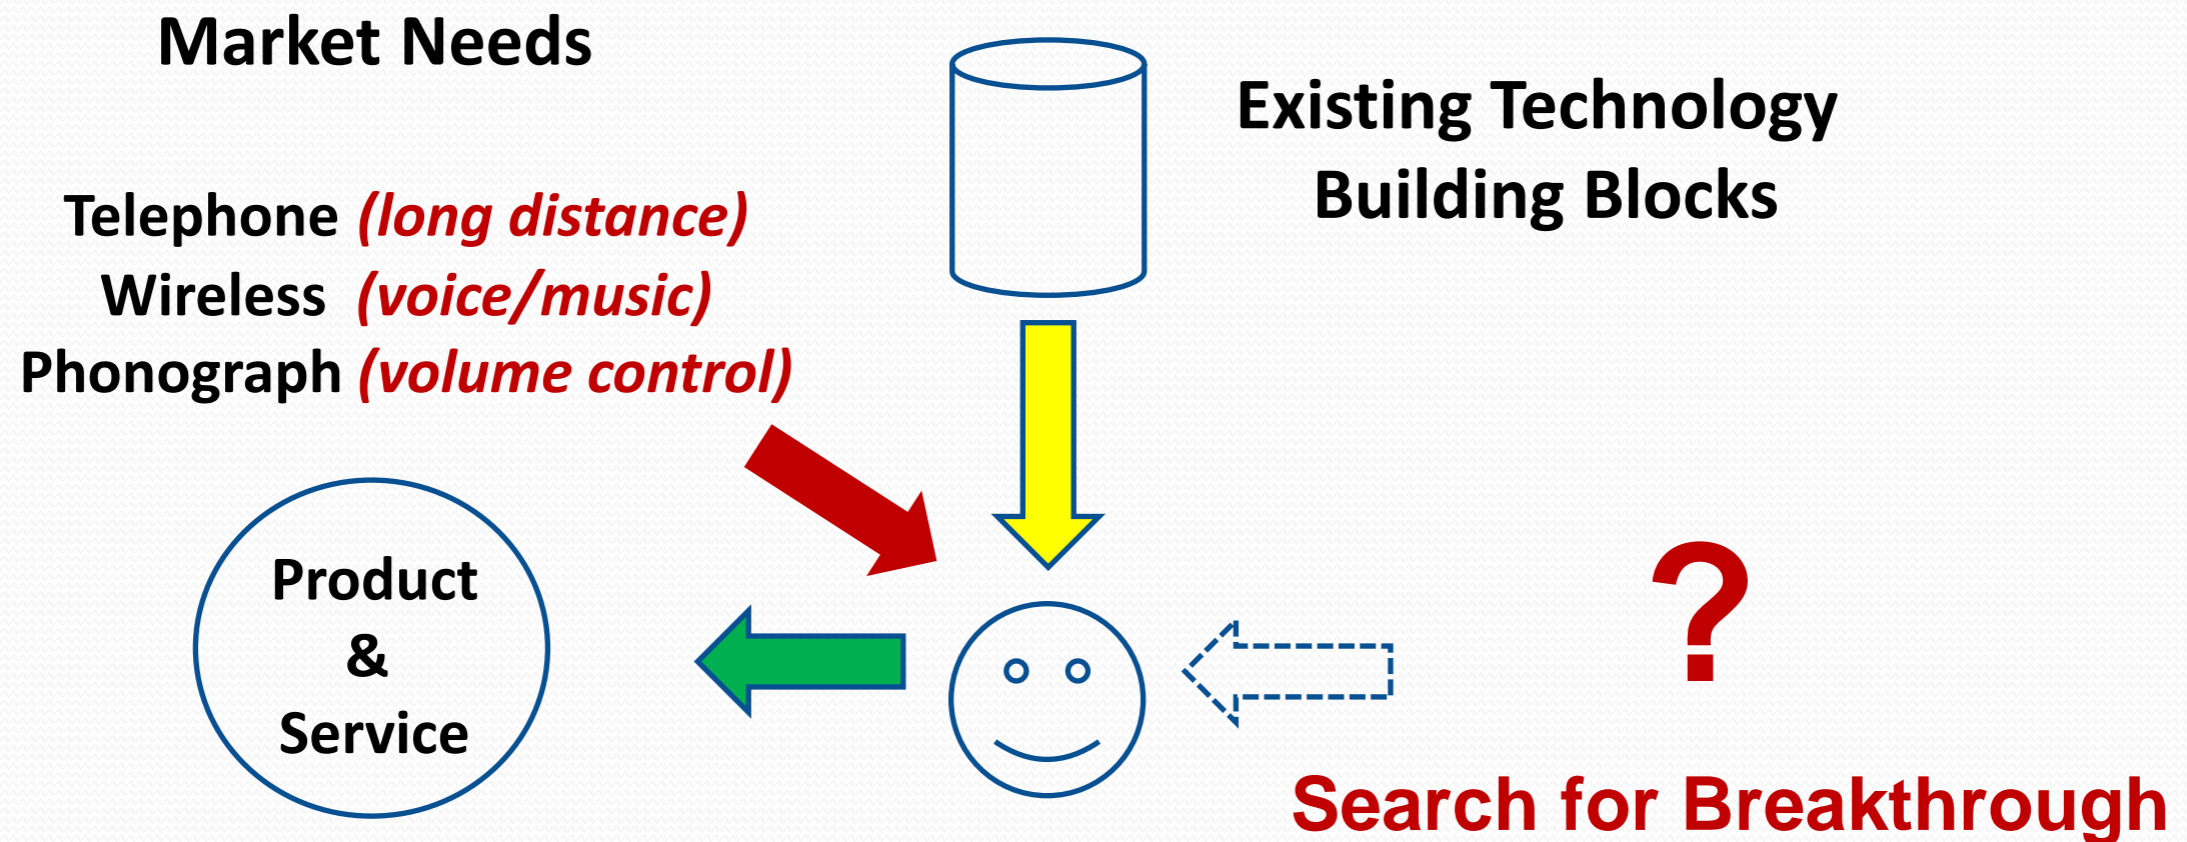 Market Needs
Existing Technology
Building Blocks
Telephone (long distance)
Wireless (voice/music)
Phonograph (volume control)
Product
&
Service
?
Search for Breakthrough